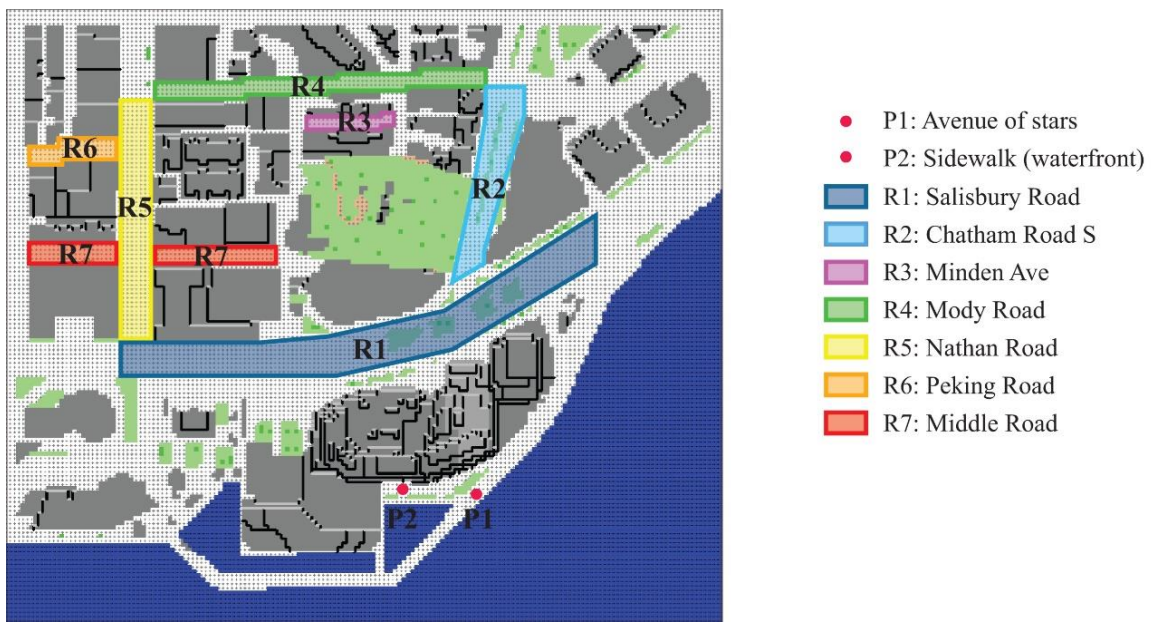 R4
R3
R6
R2
R5
R7
R7
R1
P2
P1
P1: Avenue of stars
P2: Sidewalk (waterfront)
R1: Salisbury Road
R2: Chatham Road S
R3: Minden Ave
R4: Mody Road
R5: Nathan Road
R6: Peking Road
R7: Middle Road